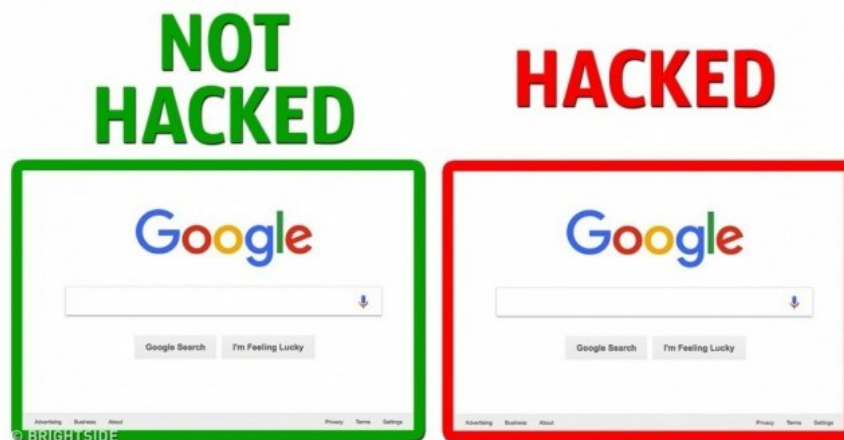 NOT
HACKED
HACKED
Google
Google Search I'm Feeling Lucky
Advertising Business About Privacy Terms Settings
Google
Google Search I'm Feeling Lucky
Advertising Business About Privacy Terms Settings
© BRIGHTSIDE